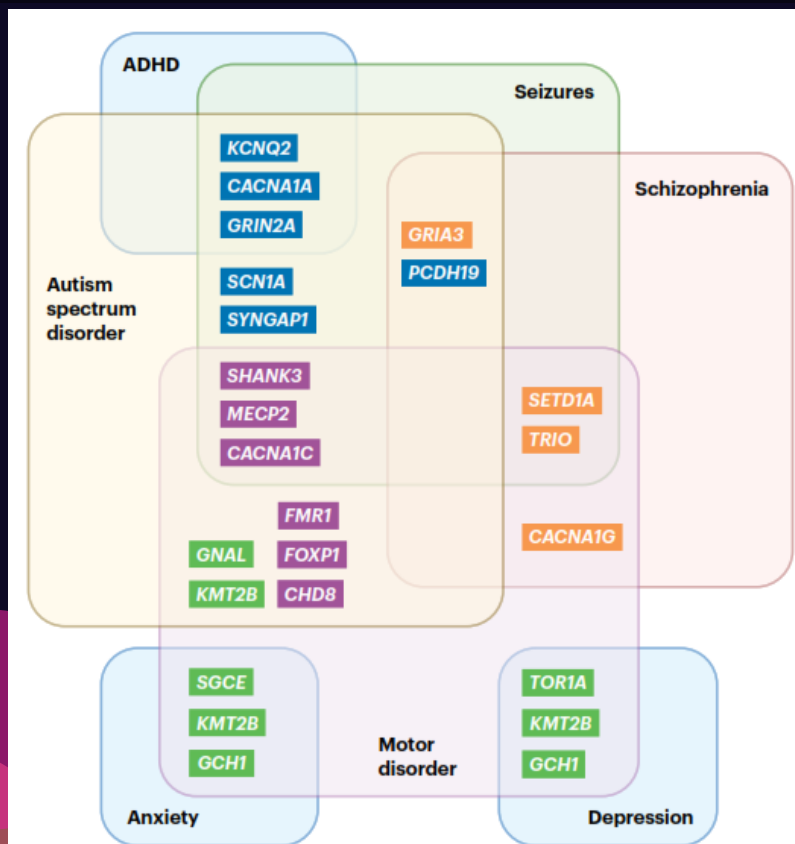 ADHD
Seizures
KCNQ2
CACNA1A
Schizophrenia
GRIN2A
GRIA3
PCDH19
Autism
spectrum
disorder
SCN1A
SYNGAP1
SHANK3
MECP2
CACNA1C
SETD1A
TRIO
FMR1
CACNA1G
GNAL
FOXP1
KMT2B
CHD8
SGCE
KMT2B
GCH1
TOR1A
KMT2B
GCH1
Motor
disorder
Anxiety
Depression